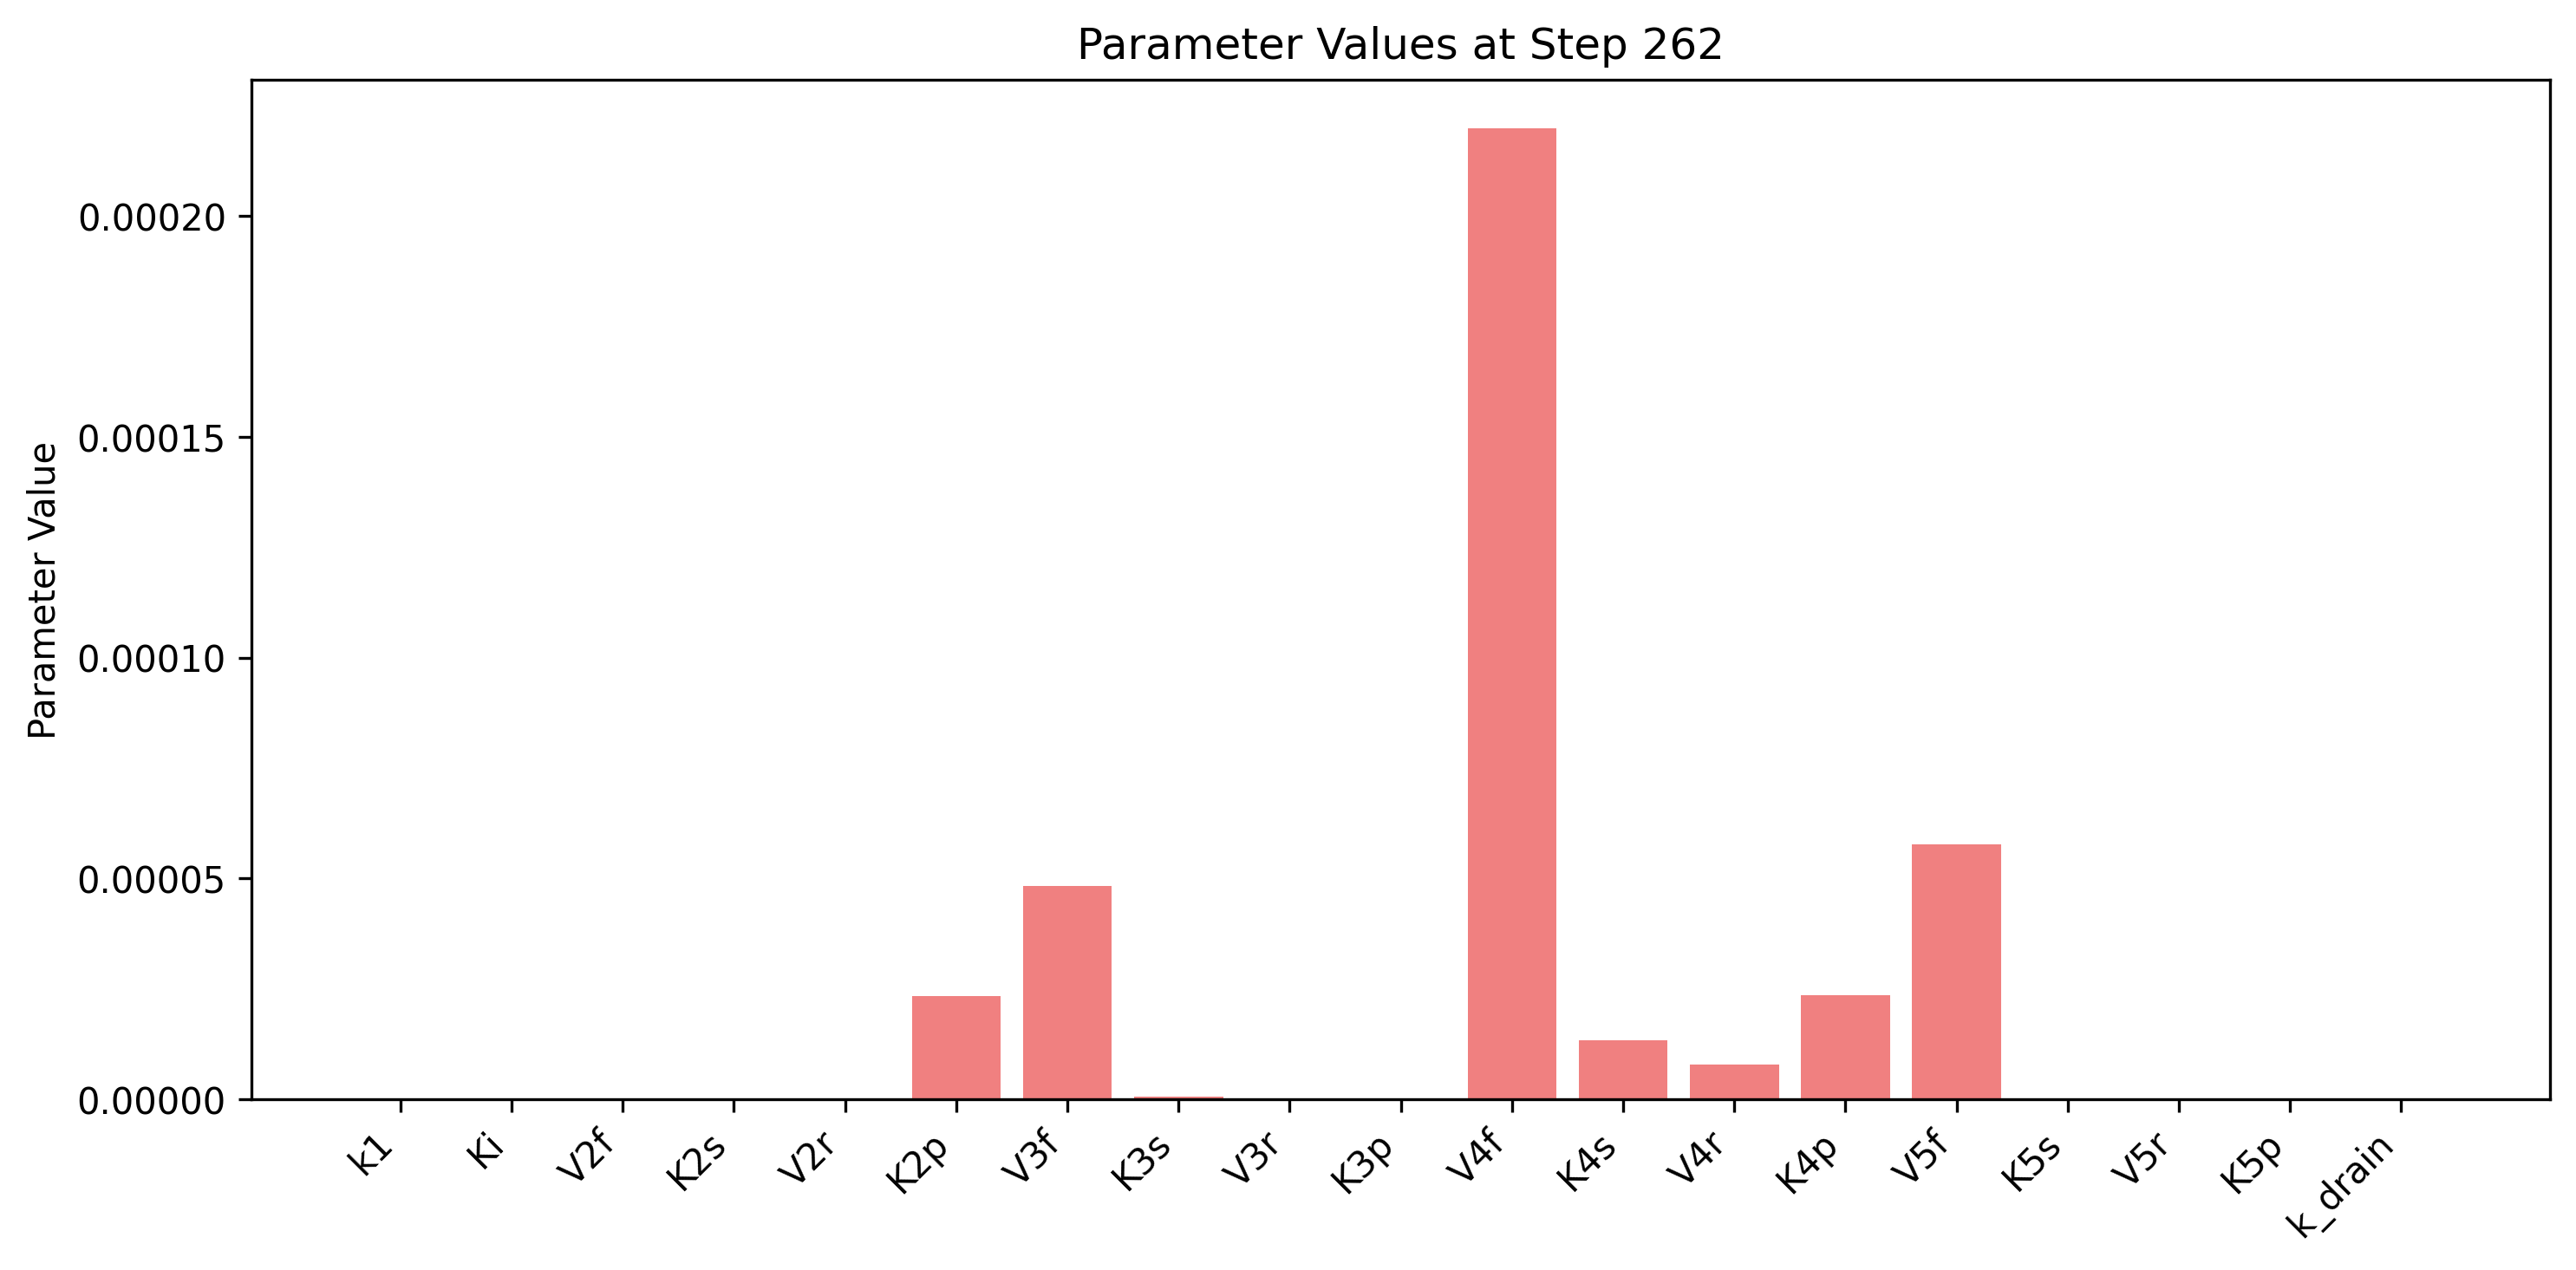 Parameter Values at Step 262
Parameter Value
0.00020
0.00015
0.00010
0.00005
0.00000
k1
Ki
V2f
K2s
V2r
K2p
V3f
K3s
V3r
K3p
V4f
K4s
V4r
K4p
V5f
K5s
V5r
K5p
k_drain